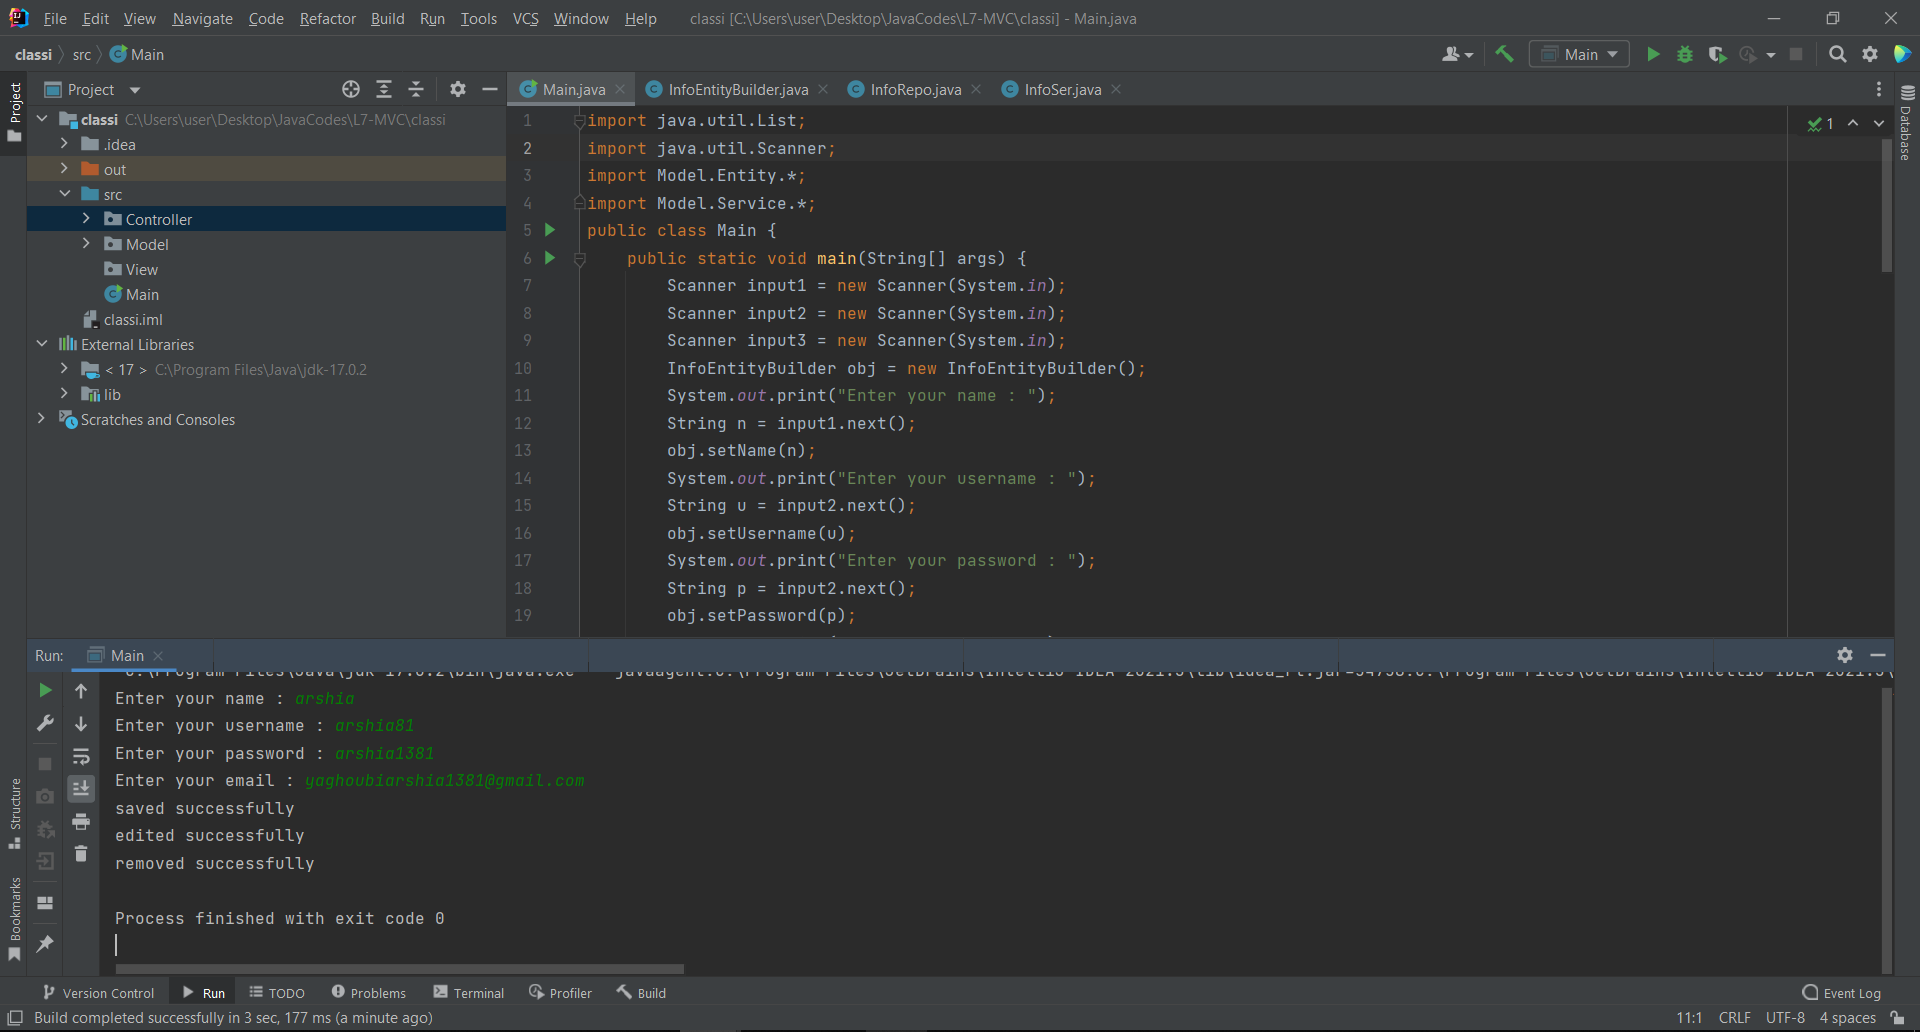 File Edit View Navigate Code Refactor Build Run Tools VCS Window Help classi [C:\Users\user\Desktop\JavaCodes\L7-MVC\classi] - Main.java
classi src Main
Main
Project
Project
classi C:\Users\user\Desktop\JavaCodes\L7-MVC\classi
.idea
out
src
Controller
Model
View
Main
classi.iml
External Libraries
< 17 > C:\Program Files\Java\jdk-17.0.2
lib
Scratches and Consoles
Structure
Bookmarks
Main.java InfoEntityBuilder.java InfoRepo.java InfoSer.java
1 import java.util.List;
2 import java.util.Scanner;
3 import Model.Entity.*;
4 import Model.Service.*;
5 public class Main {
6 public static void main(String[] args) {
7 Scanner input1 = new Scanner(System.in);
8 Scanner input2 = new Scanner(System.in);
9 Scanner input3 = new Scanner(System.in);
10 InfoEntityBuilder obj = new InfoEntityBuilder();
11 System.out.print("Enter your name : ");
12 String n = input1.next();
13 obj.setName(n);
14 System.out.print("Enter your username : ");
15 String u = input2.next();
16 obj.setUsername(u);
17 System.out.print("Enter your password : ");
18 String p = input2.next();
19 obj.setPassword(p);
1
Database
Run: Main
Enter your name : arshia
Enter your username : arshia81
Enter your password : arshia1381
Enter your email : yaghoubiarshia1381@gmail.com
saved successfully
edited successfully
removed successfully
Process finished with exit code 0
Version Control Run TODO Problems Terminal Profiler Build Event Log
Build completed successfully in 3 sec, 177 ms (a minute ago) 11:1 CRLF UTF-8 4 spaces